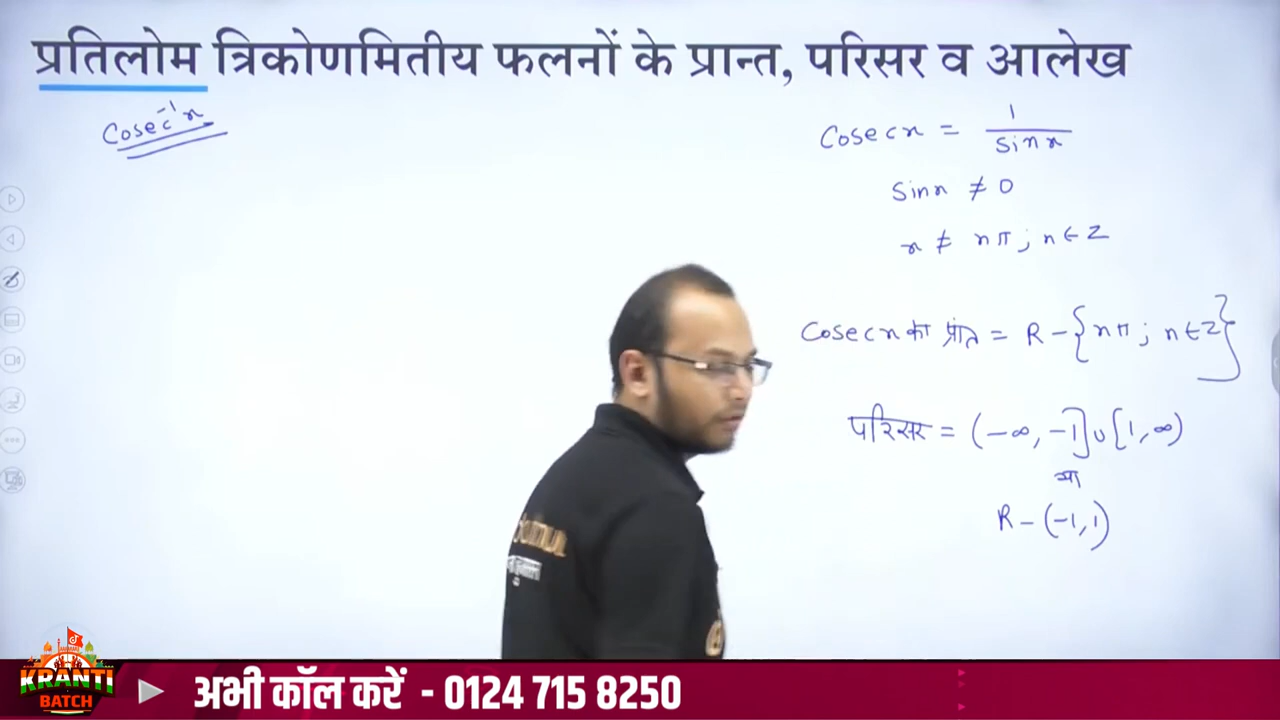 प्रतिलोम त्रिकोणमितीय फलनों के प्रान्त, परिसर व आलेख
Cosec⁻¹x
Cosecx = 1/Sinx
Sinx ≠ 0
x ≠ nπ ; n ∈ Z
Cosecx का प्रांत = R - {nπ ; n ∈ Z}
परिसर = (-∞, -1] ∪ [1, ∞)
या
R - (-1, 1)
KRANTI
BATCH
अभी कॉल करें - 0124 715 8250